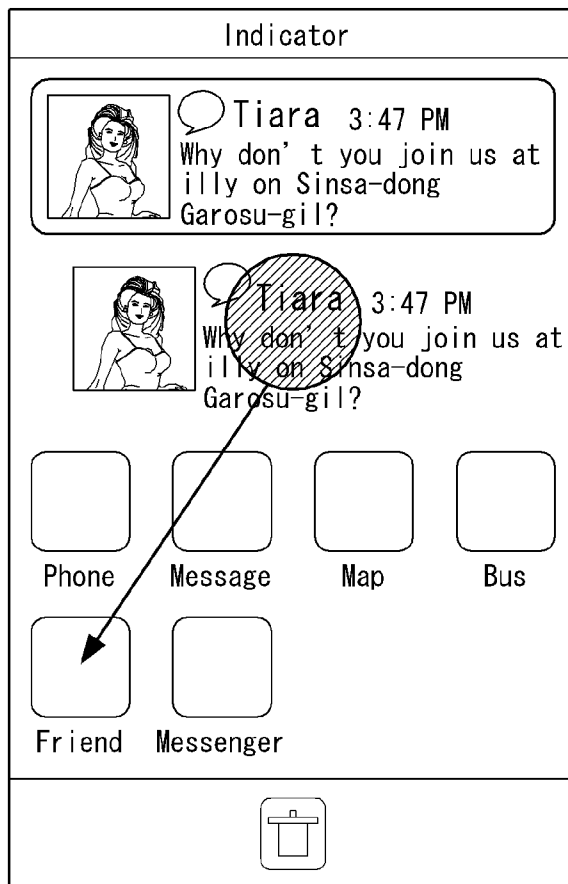 Indicator
Tiara 3:47 PM
Why don't you join us at
illy on Sinsa-dong
Garosu-gil?
Tiara 3:47 PM
Why don't you join us at
illy on Sinsa-dong
Garosu-gil?
Phone Message Map Bus
Friend Messenger